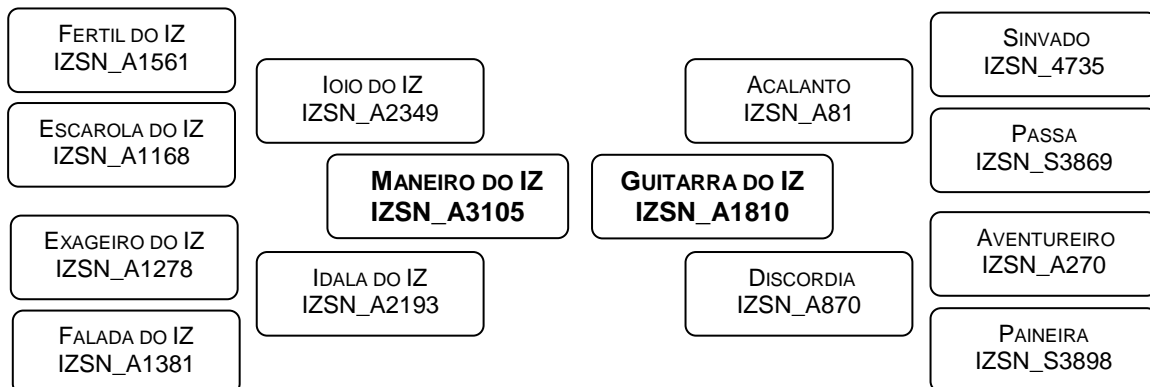 FERTIL DO IZ
IZSN_A1561
ESCAROLA DO IZ
IZSN_A1168
EXAGEIRO DO IZ
IZSN_A1278
FALADA DO IZ
IZSN_A1381
IOIO DO IZ
IZSN_A2349
IDALA DO IZ
IZSN_A2193
MANEIRO DO IZ
IZSN_A3105
GUITARRA DO IZ
IZSN_A1810
ACALANTO
IZSN_A81
DISCORDIA
IZSN_A870
SINVADO
IZSN_4735
PASSA
IZSN_S3869
AVENTUREIRO
IZSN_A270
PAINEIRA
IZSN_S3898